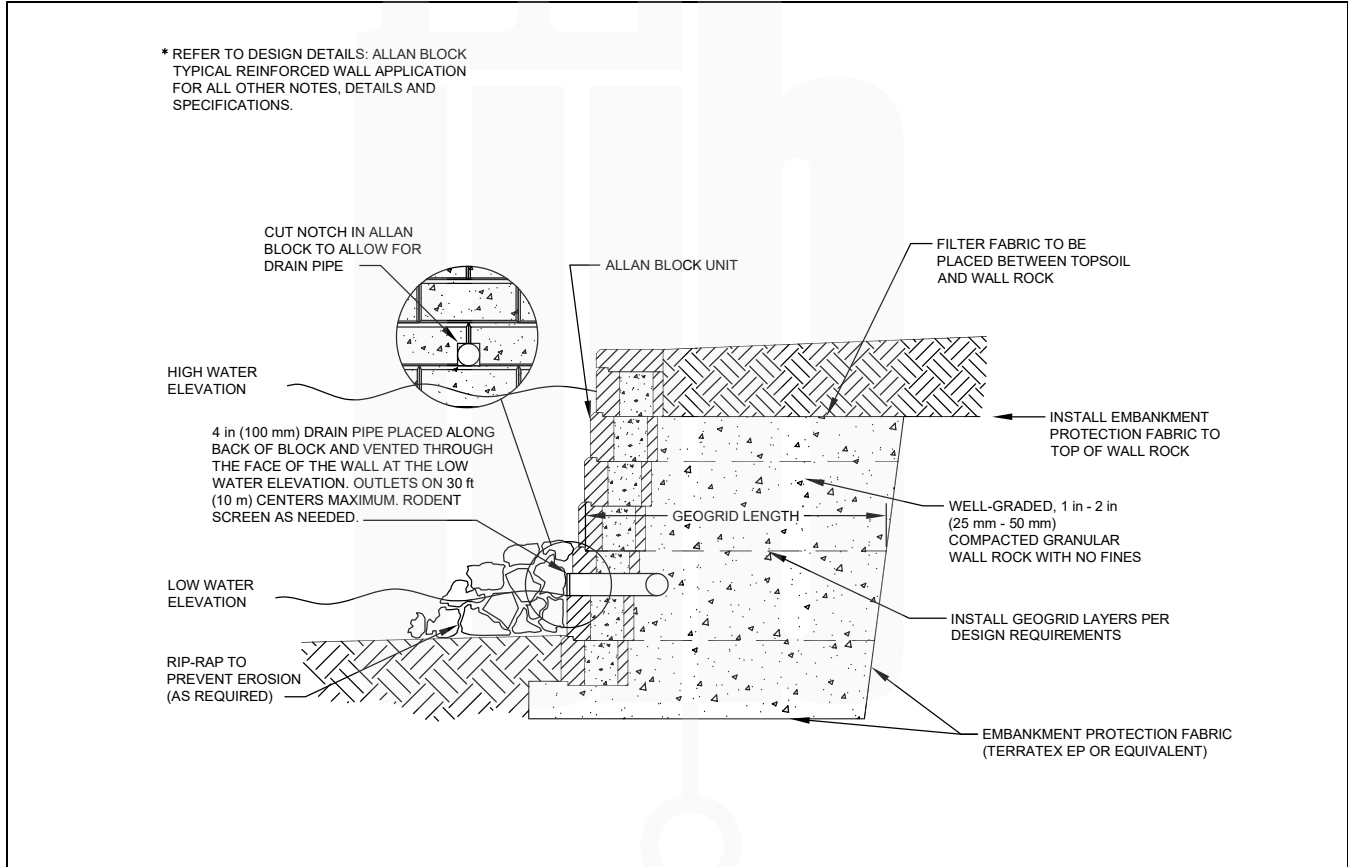 * REFER TO DESIGN DETAILS: ALLAN BLOCK
TYPICAL REINFORCED WALL APPLICATION
FOR ALL OTHER NOTES, DETAILS AND
SPECIFICATIONS.
CUT NOTCH IN ALLAN
BLOCK TO ALLOW FOR
DRAIN PIPE
ALLAN BLOCK UNIT
FILTER FABRIC TO BE
PLACED BETWEEN TOPSOIL
AND WALL ROCK
HIGH WATER
ELEVATION
4 in (100 mm) DRAIN PIPE PLACED ALONG
BACK OF BLOCK AND VENTED THROUGH
THE FACE OF THE WALL AT THE LOW
WATER ELEVATION. OUTLETS ON 30 ft
(10 m) CENTERS MAXIMUM. RODENT
SCREEN AS NEEDED.
INSTALL EMBANKMENT
PROTECTION FABRIC TO
TOP OF WALL ROCK
GEOGRID LENGTH
WELL-GRADED, 1 in - 2 in
(25 mm - 50 mm)
COMPACTED GRANULAR
WALL ROCK WITH NO FINES
LOW WATER
ELEVATION
INSTALL GEOGRID LAYERS PER
DESIGN REQUIREMENTS
RIP-RAP TO
PREVENT EROSION
(AS REQUIRED)
EMBANKMENT PROTECTION FABRIC
(TERRATEX EP OR EQUIVALENT)